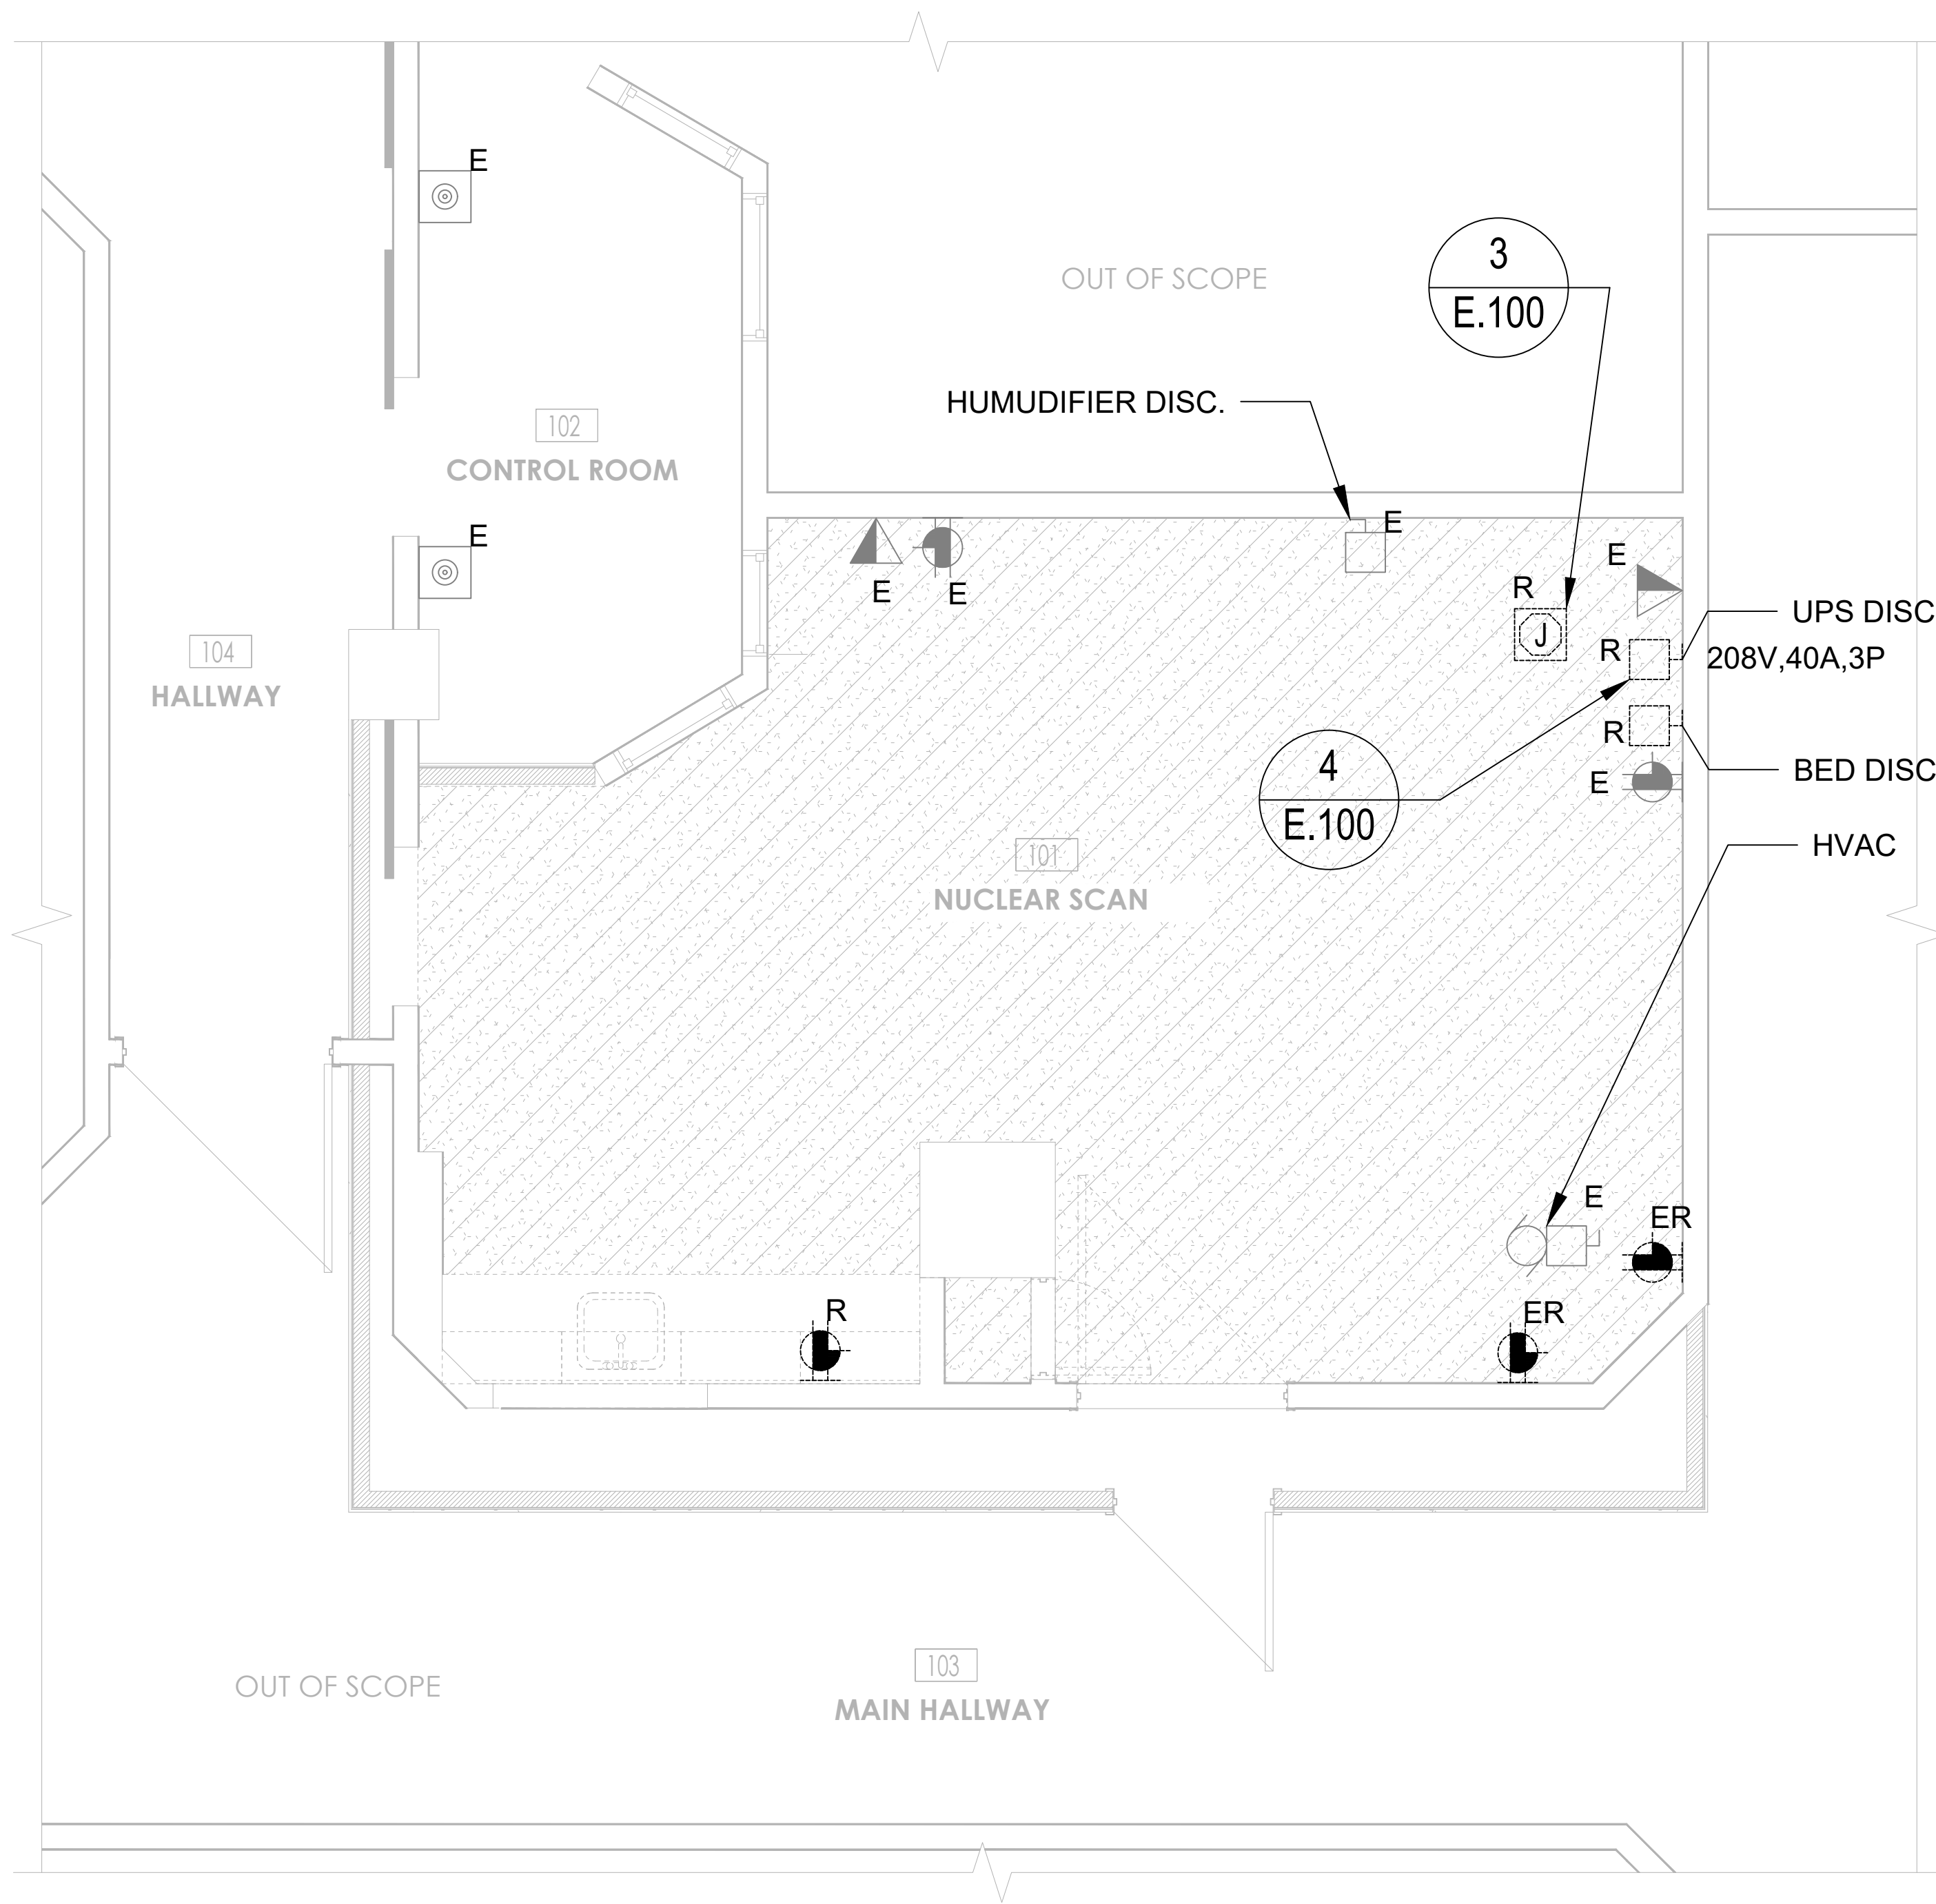 E
OUT OF SCOPE
3
E.100
HUMUDIFIER DISC.
102
CONTROL ROOM
E
E
E
E
E
R
J
UPS DISC
208V,40A,3P
R
104
HALLWAY
R
BED DISC
E
4
E.100
HVAC
101
NUCLEAR SCAN
E
ER
R
ER
OUT OF SCOPE
103
MAIN HALLWAY